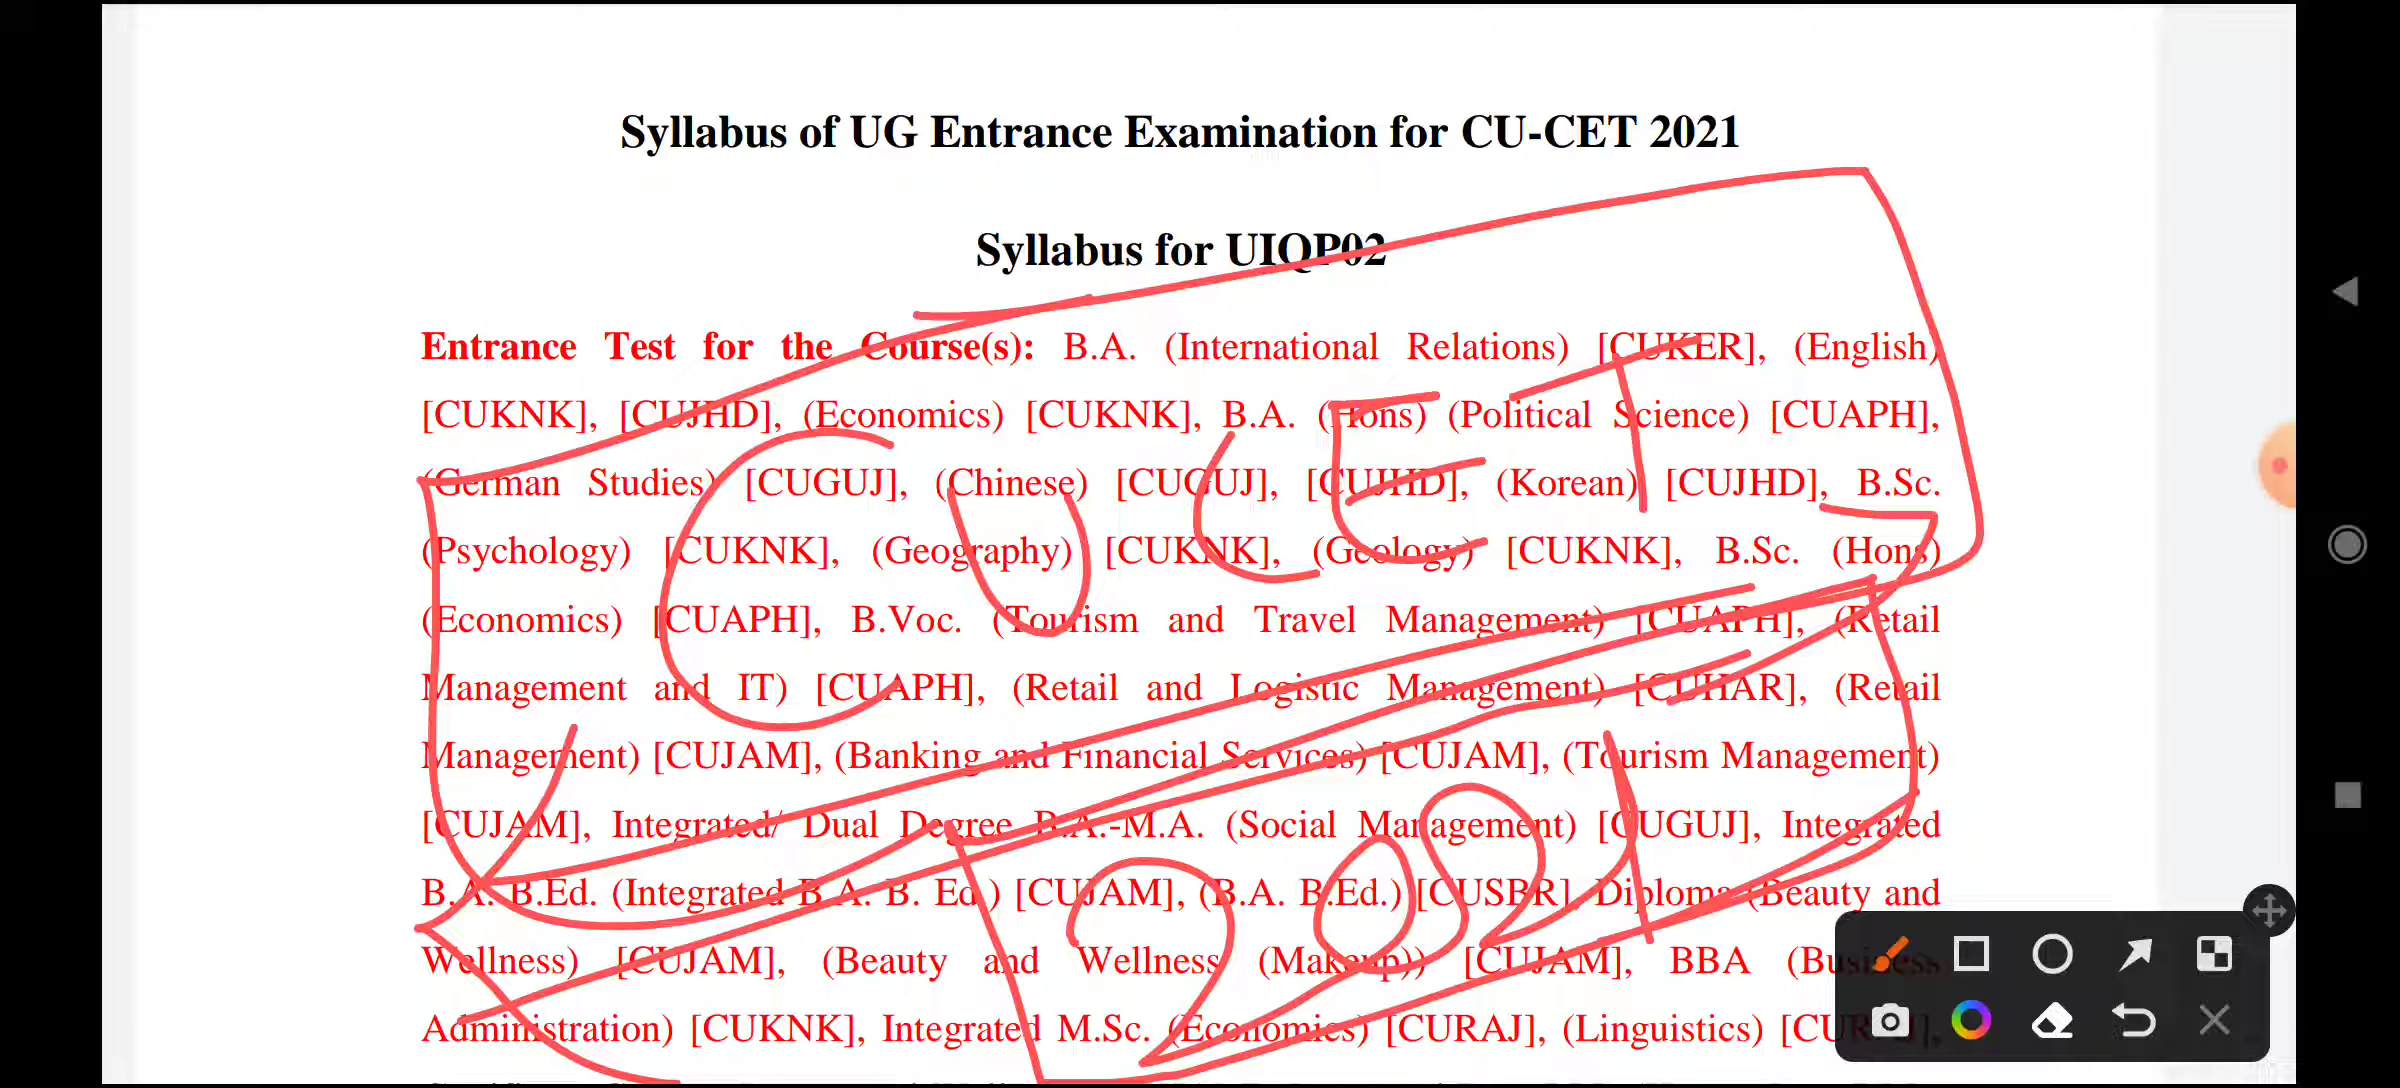 Syllabus of UG Entrance Examination for CU-CET 2021
Syllabus for UIQP02
Entrance Test for the Course(s): B.A. (International Relations) [CUKER], (English)
[CUKNK], [CUJHD], (Economics) [CUKNK], B.A. (Hons) (Political Science) [CUAPH],
(German Studies) [CUGUJ], (Chinese) [CUGUJ], [CUJHD], (Korean) [CUJHD], B.Sc.
(Psychology) [CUKNK], (Geography) [CUKNK], (Geology) [CUKNK], B.Sc. (Hons)
(Economics) [CUAPH], B.Voc. (Tourism and Travel Management) [CUAPH], (Retail
Management and IT) [CUAPH], (Retail and Logistic Management) [CUHAR], (Retail
Management) [CUJAM], (Banking and Financial Services) [CUJAM], (Tourism Management)
[CUJAM], Integrated/ Dual Degree B.A.-M.A. (Social Management) [CUGUJ], Integrated
B.A. B.Ed. (Integrated B.A. B. Ed.) [CUJAM], (B.A. B.Ed.) [CUSBR], Diploma (Beauty and
Wellness) [CUJAM], (Beauty and Wellness (Makeup)) [CUJAM], BBA (Business
Administration) [CUKNK], Integrated M.Sc. (Economics) [CURAJ], (Linguistics) [CURAJ],
CUCET
2021